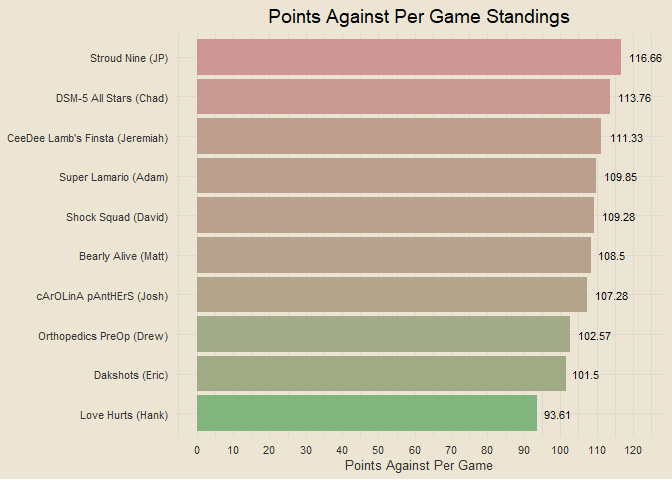 Points Against Per Game Standings
Stroud Nine (JP) 116.66
DSM-5 All Stars (Chad) 113.76
CeeDee Lamb's Finsta (Jeremiah) 111.33
Super Lamario (Adam) 109.85
Shock Squad (David) 109.28
Bearly Alive (Matt) 108.5
cArOLinA pAntHErS (Josh) 107.28
Orthopedics PreOp (Drew) 102.57
Dakshots (Eric) 101.5
Love Hurts (Hank) 93.61
0 10 20 30 40 50 60 70 80 90 100 110 120
Points Against Per Game